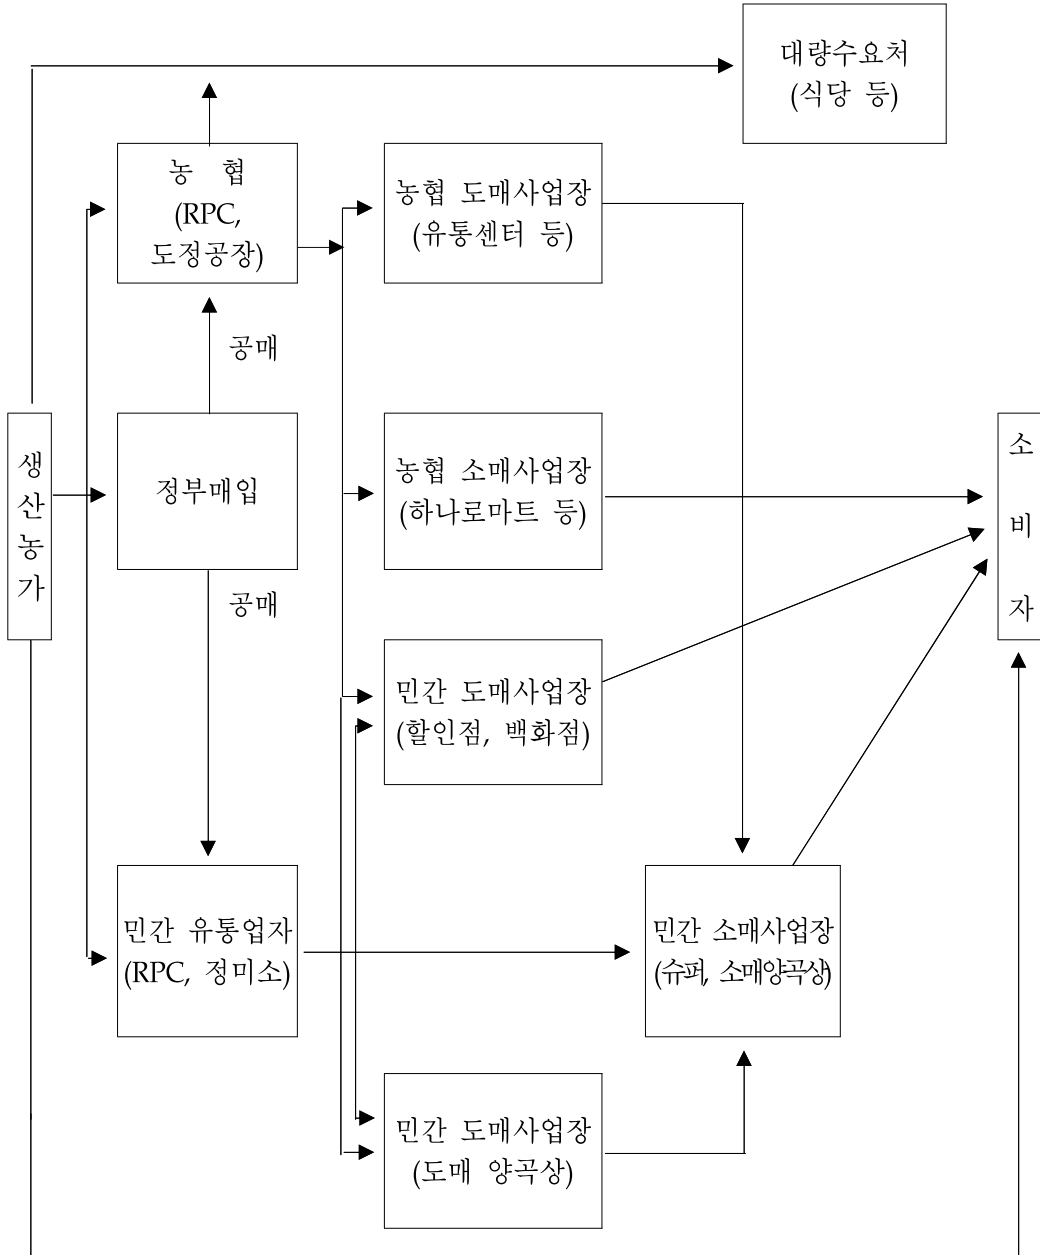 대량수요처
(식당 등)
농 협
(RPC,
도정공장)
농협 도매사업장
(유통센터 등)
공매
생
산
농
가
정부매입
농협 소매사업장
(하나로마트 등)
소
비
자
공매
민간 도매사업장
(할인점, 백화점)
민간 유통업자
(RPC, 정미소)
민간 소매사업장
(슈퍼, 소매양곡상)
민간 도매사업장
(도매 양곡상)